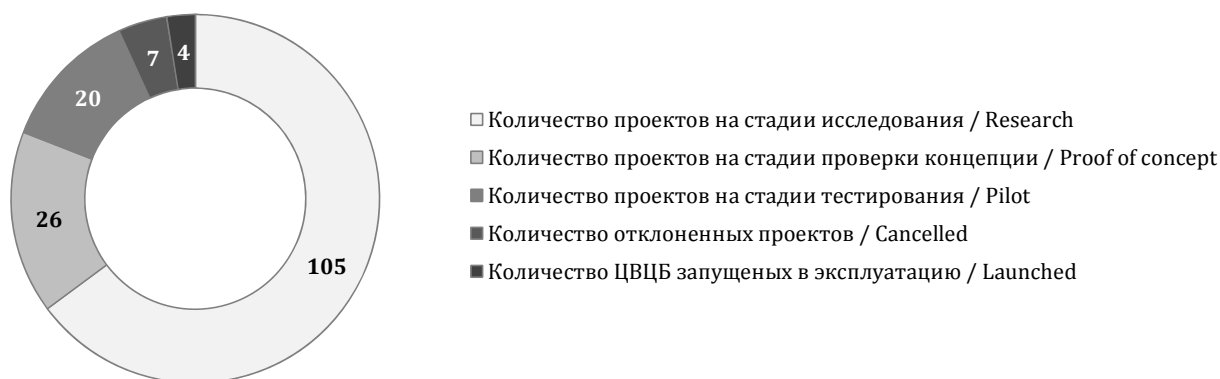 7
4
20
26
105
Количество проектов на стадии исследования / Research
Количество проектов на стадии проверки концепции / Proof of concept
Количество проектов на стадии тестирования / Pilot
Количество отклоненных проектов / Cancelled
Количество ЦВЦБ запущеных в эксплуатацию / Launched